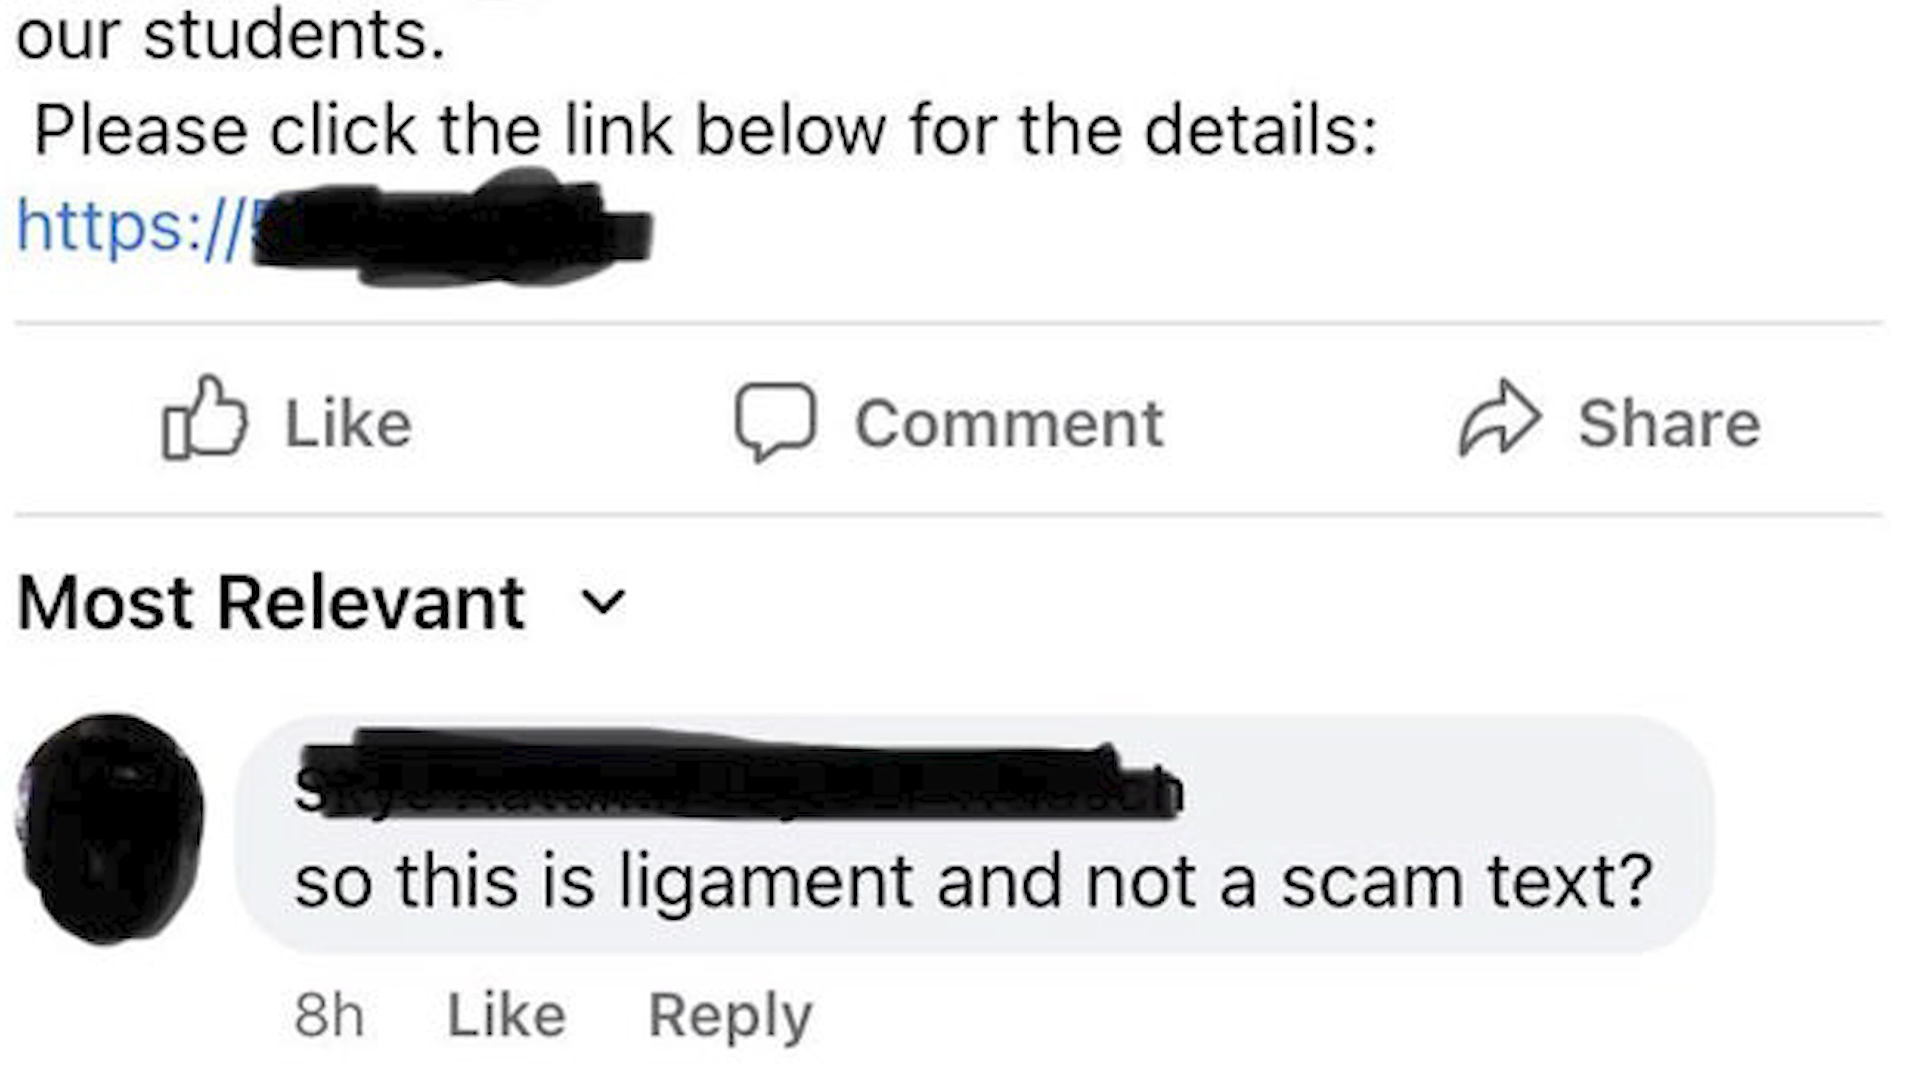 our students.
Please click the link below for the details:
https://
Like Comment Share
Most Relevant
so this is ligament and not a scam text?
8h Like Reply